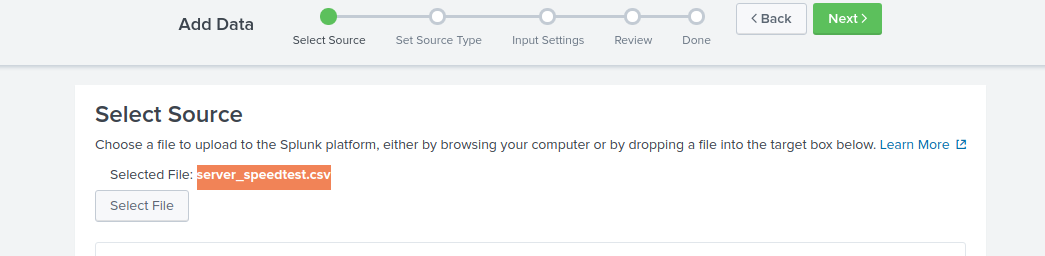 Add Data
Select Source
Set Source Type
Input Settings
Review
Done
< Back
Next >
Select Source
Choose a file to upload to the Splunk platform, either by browsing your computer or by dropping a file into the target box below. Learn More
Selected File: server_speedtest.csv
Select File